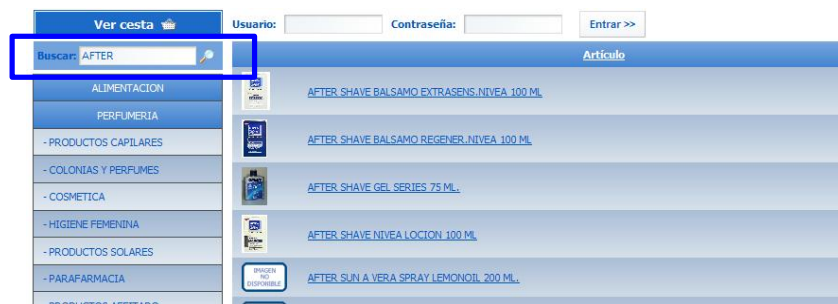 Ver cesta
Usuario:
Contraseña:
Entrar >>
Buscar: AFTER
Artículo
ALIMENTACION
PERFUMERIA
- PRODUCTOS CAPILARES
- COLONIAS Y PERFUMES
- COSMETICA
- HIGIENE FEMENINA
- PRODUCTOS SOLARES
- PARAFARMACIA
- PRODUCTOS AFEITADO
AFTER SHAVE BALSAMO EXTRASENS.NIVEA 100 ML
AFTER SHAVE BALSAMO REGENER.NIVEA 100 ML
AFTER SHAVE GEL SERIES 75 ML.
AFTER SHAVE NIVEA LOCION 100 ML
IMAGEN
NO
DISPONIBLE
AFTER SUN A VERA SPRAY LEMONOIL 200 ML.